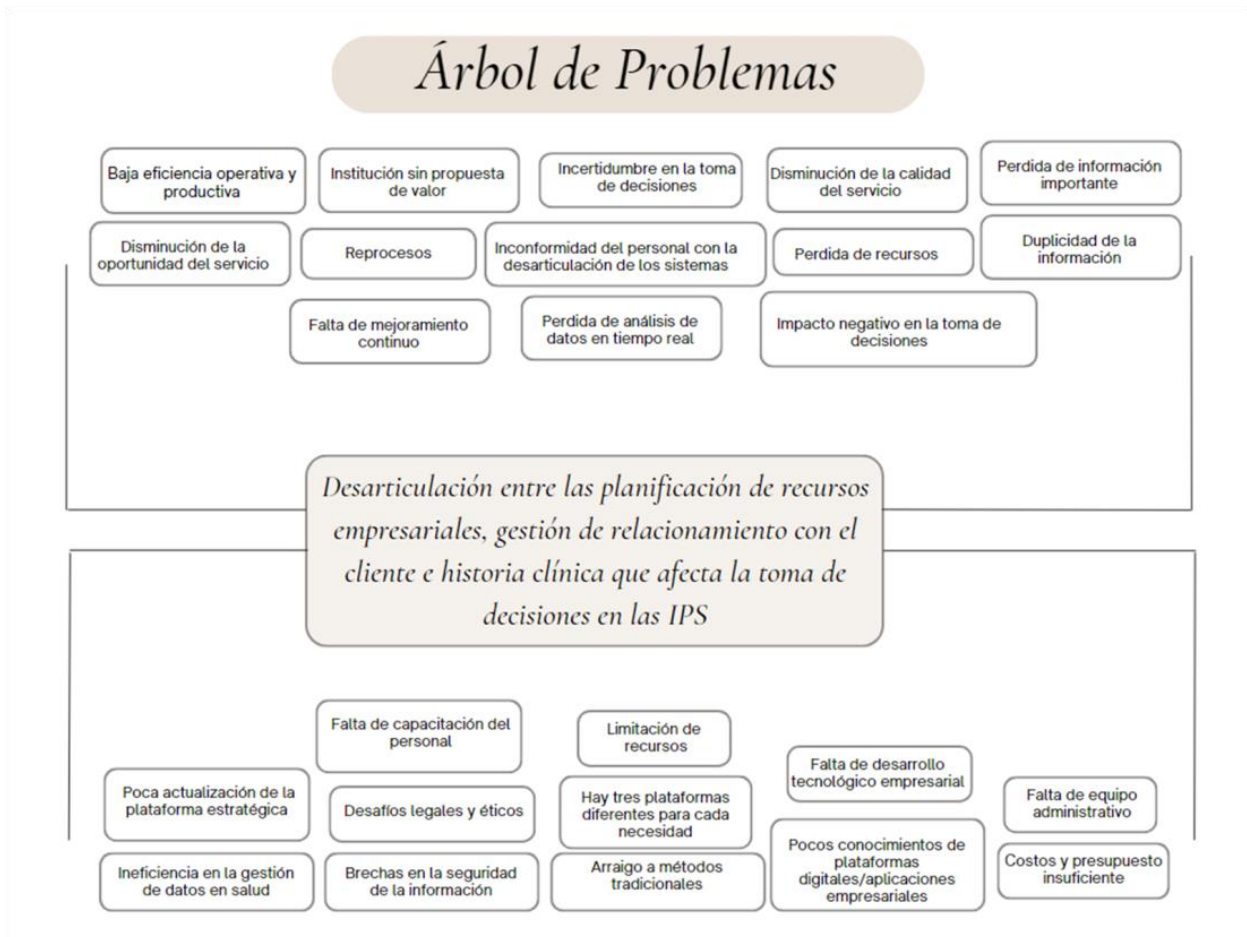 Árbol de Problemas
Baja eficiencia operativa y
productiva
Institución sin propuesta
de valor
Incertidumbre en la toma
de decisiones
Disminución de la calidad
del servicio
Perdida de información
importante
Disminución de la
oportunidad del servicio
Reprocesos
Inconformidad del personal con la
desarticulación de los sistemas
Perdida de recursos
Duplicidad de la
información
Falta de mejoramiento
continuo
Perdida de análisis de
datos en tiempo real
Impacto negativo en la toma de
decisiones
Desarticulación entre las planificación de recursos
empresariales, gestión de relacionamiento con el
cliente e historia clínica que afecta la toma de
decisiones en las IPS
Falta de capacitación del
personal
Limitación de
recursos
Falta de desarrollo
tecnológico empresarial
Poca actualización de la
plataforma estratégica
Desafíos legales y éticos
Hay tres plataformas
diferentes para cada
necesidad
Falta de equipo
administrativo
Ineficiencia en la gestión
de datos en salud
Brechas en la seguridad
de la información
Arraigo a métodos
tradicionales
Pocos conocimientos de
plataformas
digitales/aplicaciones
empresariales
Costos y presupuesto
insuficiente